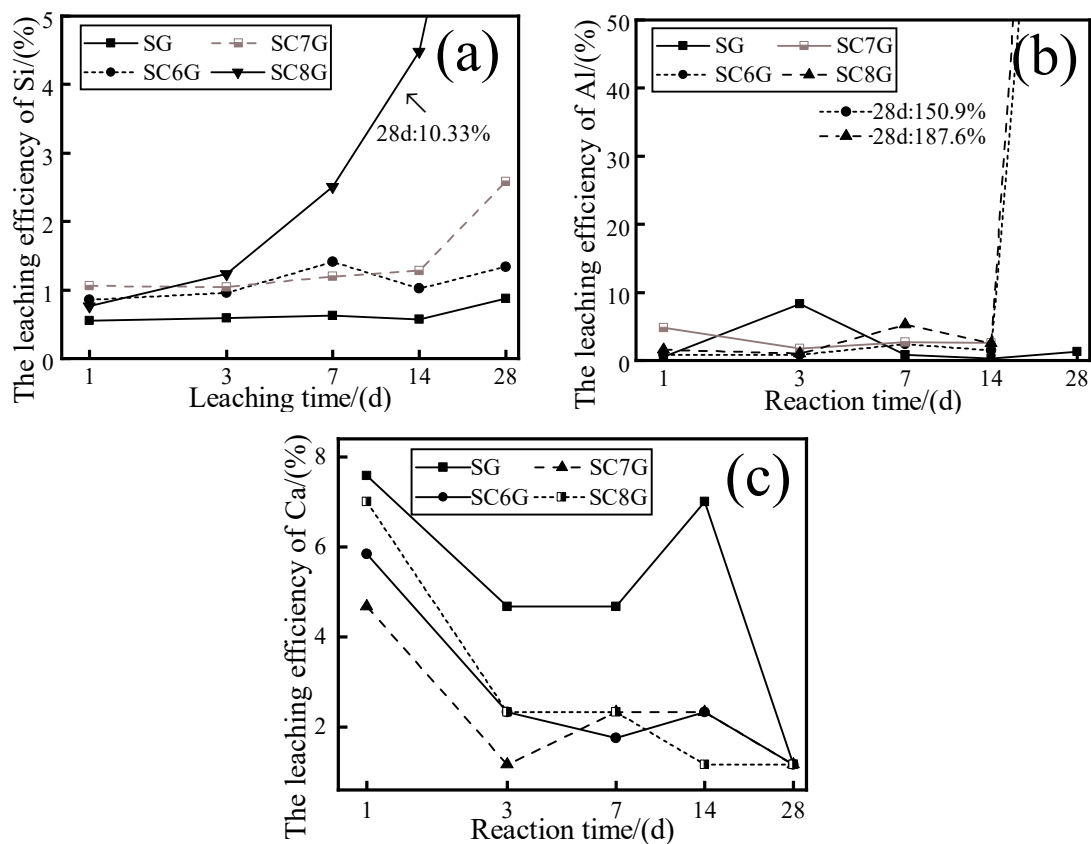 The leaching efficiency of Si/(%)
5
4
3
2
1
0
SG
SC7G
SC6G
SC8G
(a)
28d:10.33%
1
3
7
14
28
Leaching time/(d)
The leaching efficiency of Al/(%)
50
40
30
20
10
0
SG
SC7G
SC6G
SC8G
(b)
28d:150.9%
28d:187.6%
1
3
7
14
28
Reaction time/(d)
The leaching efficiency of Ca/(%)
8
6
4
2
SG
SC7G
SC6G
SC8G
(c)
1
3
7
14
28
Reaction time/(d)